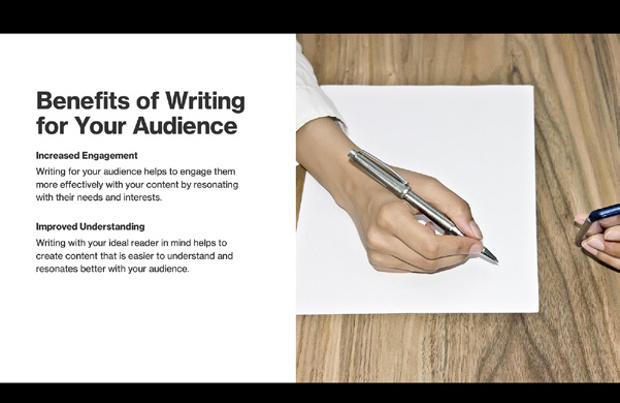 Benefits of Writing
for Your Audience
Increased Engagement
Writing for your audience helps to engage them
more effectively with your content by resonating
with their needs and interests.
Improved Understanding
Writing with your ideal reader in mind helps to
create content that is easier to understand and
resonates better with your audience.